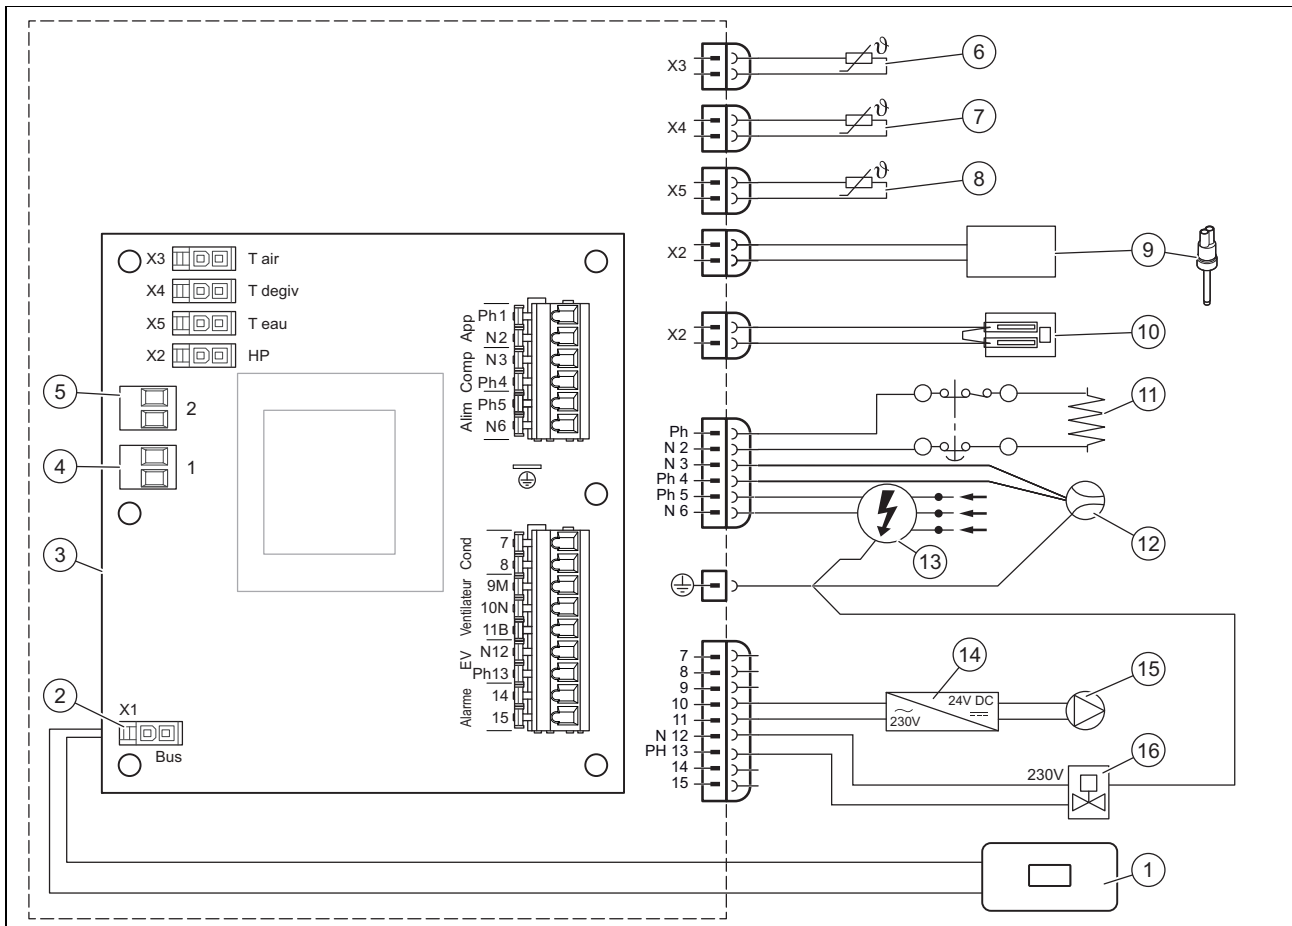 X3
ϑ
6
X4
ϑ
7
X5
ϑ
8
X2
9
X2
10
X3 T air
X4 T degiv
X5 T eau
X2 HP
5
2
4
1
3
2
X1
Bus
App
Comp
Alim
Ph1
N2
N3
Ph4
Ph5
N6
Cond
Ventilateur
EV
Alarme
7
8
9M
10N
11B
N12
Ph13
14
15
Ph
N 2
N 3
Ph 4
Ph 5
N 6
11
12
13
7
8
9
10
11
N 12
PH 13
14
15
14
24V DC
230V
15
230V
16
1